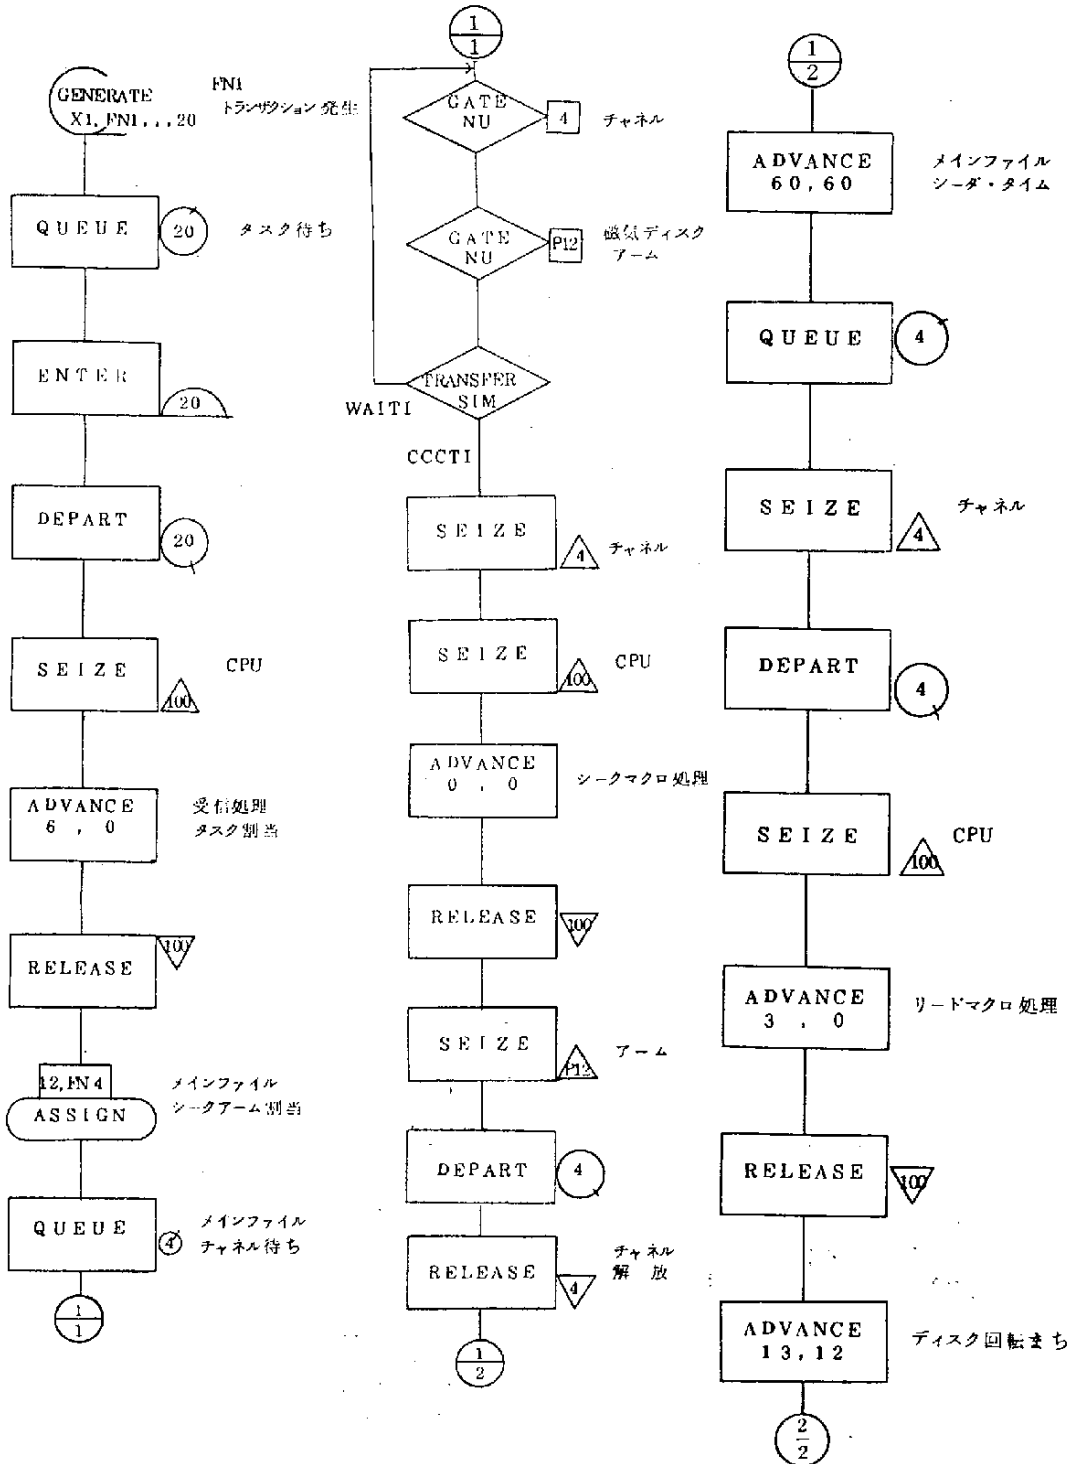 GENERATE
X1, FN1...20
FN1
トランザクション発生
QUEUE
20
タスク待ち
ENTER
20
DEPART
20
SEIZE
100
CPU
ADVANCE
6 , 0
受信処理
タスク割当
RELEASE
100
12,FN4
ASSIGN
メインファイル
シークアーム割当
QUEUE
4
メインファイル
チャネル待ち
1
1
1
1
GATE
NU
4
チャネル
GATE
NU
P12
磁気ディスク
アーム
TRANSFER
SIM
WAITI
CCCTI
SEIZE
4
チャネル
SEIZE
100
CPU
ADVANCE
0 , 0
シークマクロ処理
RELEASE
100
SEIZE
P12
アーム
DEPART
4
RELEASE
4
チャネル
解放
1
2
1
2
ADVANCE
60,60
メインファイル
シーダ・タイム
QUEUE
4
SEIZE
4
チャネル
DEPART
4
SEIZE
100
CPU
ADVANCE
3 , 0
リードマクロ処理
RELEASE
100
ADVANCE
13,12
ディスク回転まち
2
2